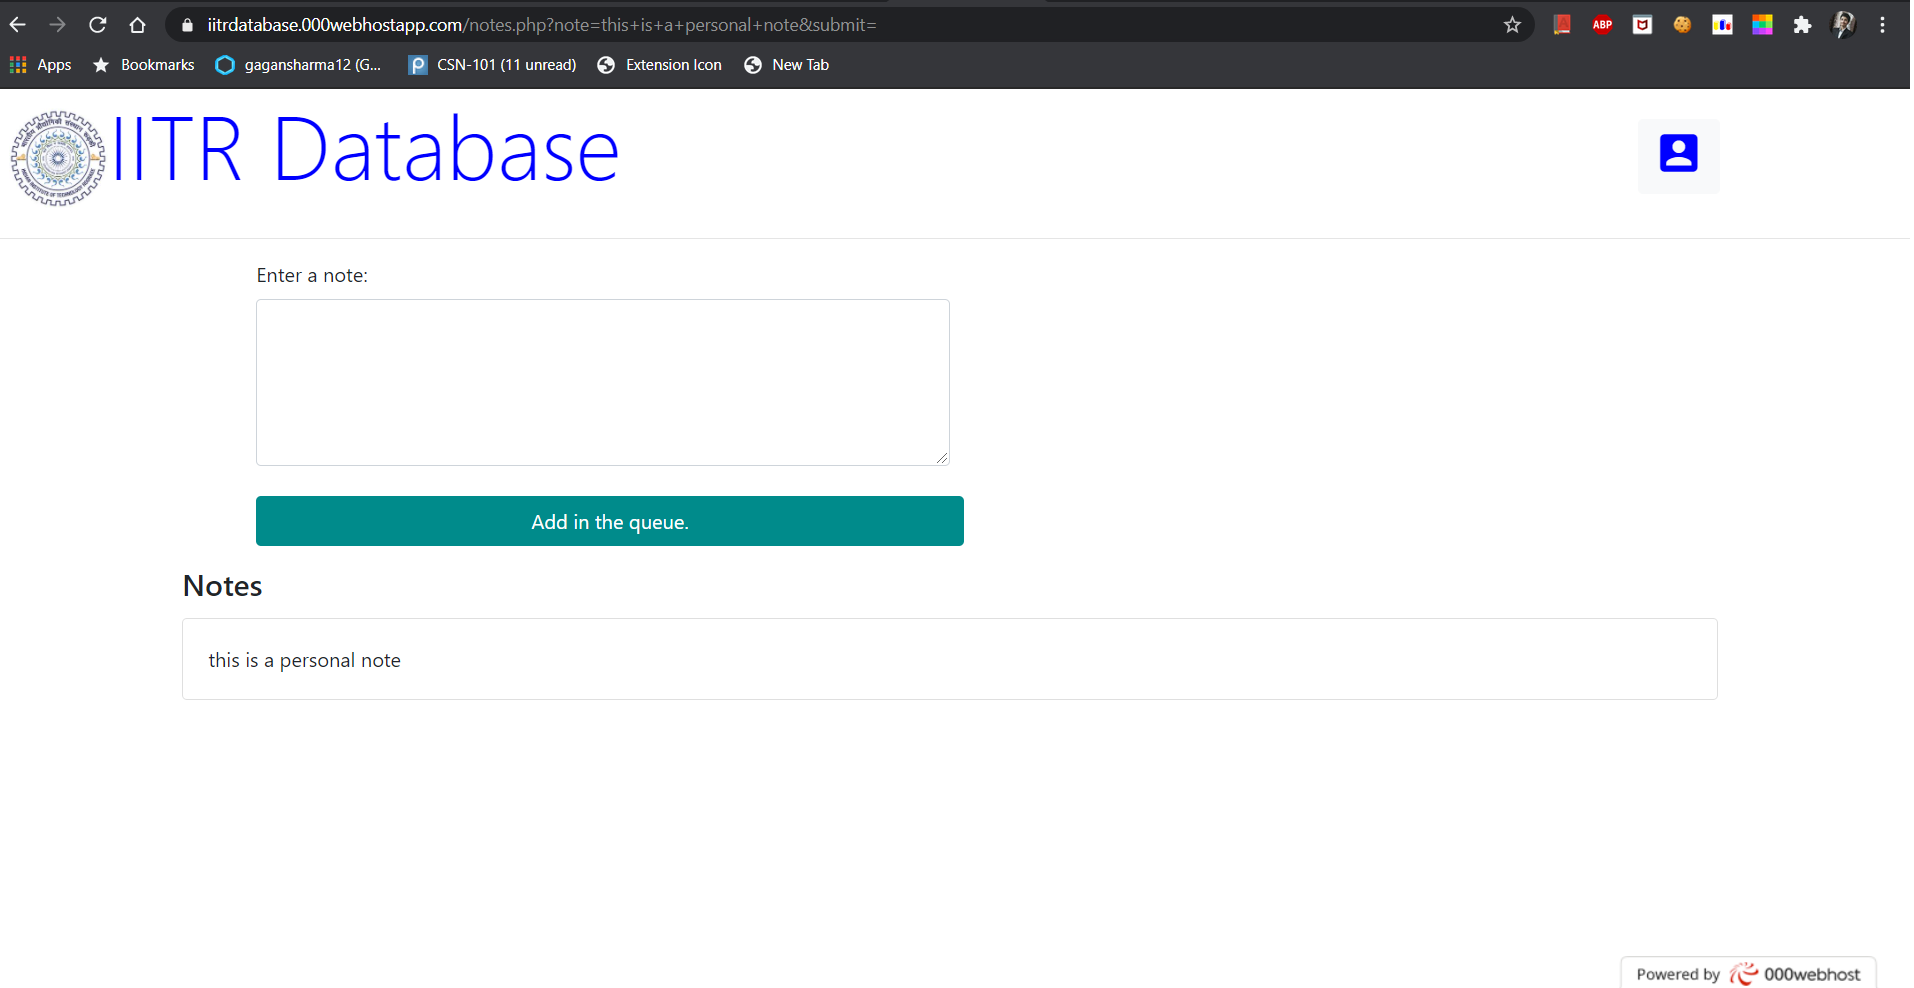 iitrdatabase.000webhostapp.com/notes.php?note=this+is+a+personal+note&submit=
ABP
Apps Bookmarks gagansharma12 (G... CSN-101 (11 unread) Extension Icon New Tab
IITR Database
Enter a note:
Add in the queue.
Notes
this is a personal note
Powered by 000webhost